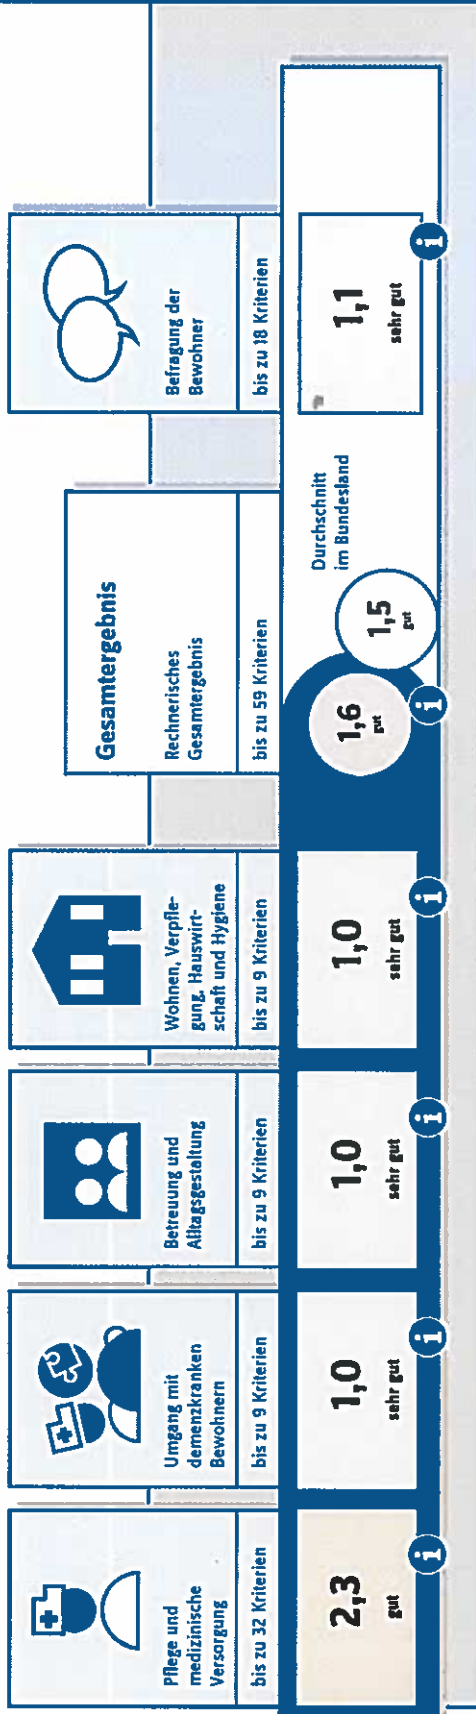 Pflege und
medizinische
Versorgung
bis zu 32 Kriterien
2,3
gut
Umgang mit
demenzkranken
Bewohnern
bis zu 9 Kriterien
1,0
sehr gut
Betreuung und
Alltagsgestaltung
bis zu 9 Kriterien
1,0
sehr gut
Wohnen, Verpfle-
gung, Hauswirt-
schaft und Hygiene
bis zu 9 Kriterien
1,0
sehr gut
Gesamtergebnis
Rechnerisches
Gesamtergebnis
bis zu 59 Kriterien
1,6
gut
Durchschnitt
im Bundesland
1,5
gut
Befragung der
Bewohner
bis zu 18 Kriterien
1,1
sehr gut
i
i
i
i
i
i